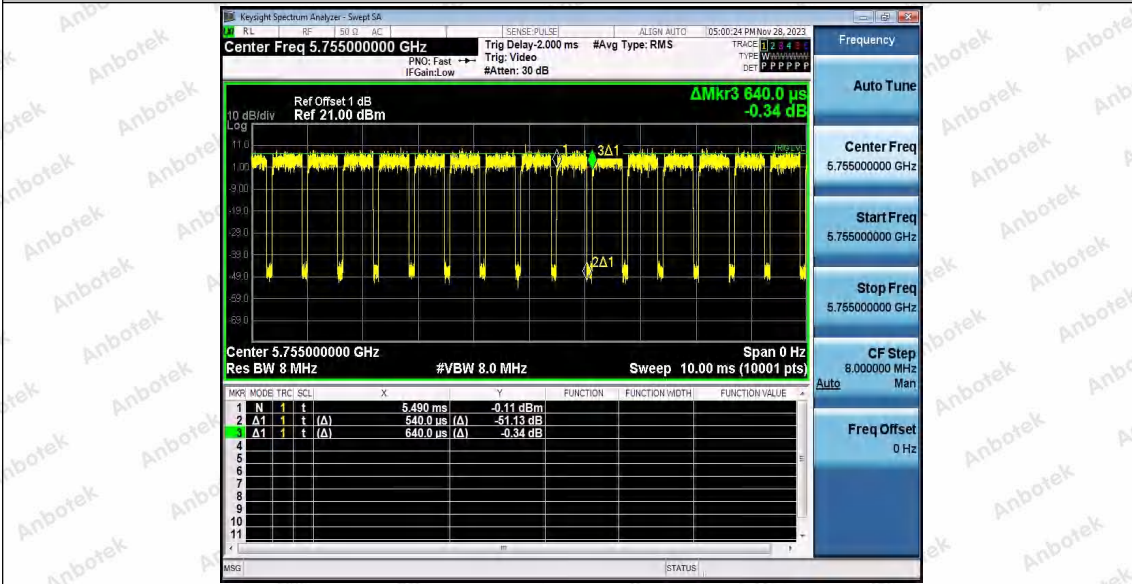 Keysight Spectrum Analyzer - Swept SA
RL RF 50 Ω AC SENSE:PULSE ALIGN AUTO 05:00:24 PM Nov 28, 2023
Center Freq 5.755000000 GHz
PNO: Fast
IFGain:Low
Trig Delay-2.000 ms
Trig: Video
#Atten: 30 dB
#Avg Type: RMS
TRACE 1 2 3 4 5 6
TYPE W W W W W W
DET P P P P P P
Frequency
Auto Tune
Center Freq
5.755000000 GHz
Start Freq
5.755000000 GHz
Stop Freq
5.755000000 GHz
CF Step
8.000000 MHz
Auto Man
Freq Offset
0 Hz
ΔMkr3 640.0 µs
-0.34 dB
Ref Offset 1 dB
10 dB/div Ref 21.00 dBm
Log
11.0
1.00
-9.00
-19.0
-29.0
-39.0
-49.0
-59.0
-69.0
1
3Δ1
TRIG LVL
2Δ1
Center 5.755000000 GHz Span 0 Hz
Res BW 8 MHz #VBW 8.0 MHz Sweep 10.00 ms (10001 pts)
MKR MODE TRC SCL X Y FUNCTION FUNCTION WIDTH FUNCTION VALUE
1 N 1 t 5.490 ms -0.11 dBm
2 Δ1 1 t (Δ) 540.0 µs (Δ) -51.13 dB
3 Δ1 1 t (Δ) 640.0 µs (Δ) -0.34 dB
4
5
6
7
8
9
10
11
MSG STATUS
Anbotek